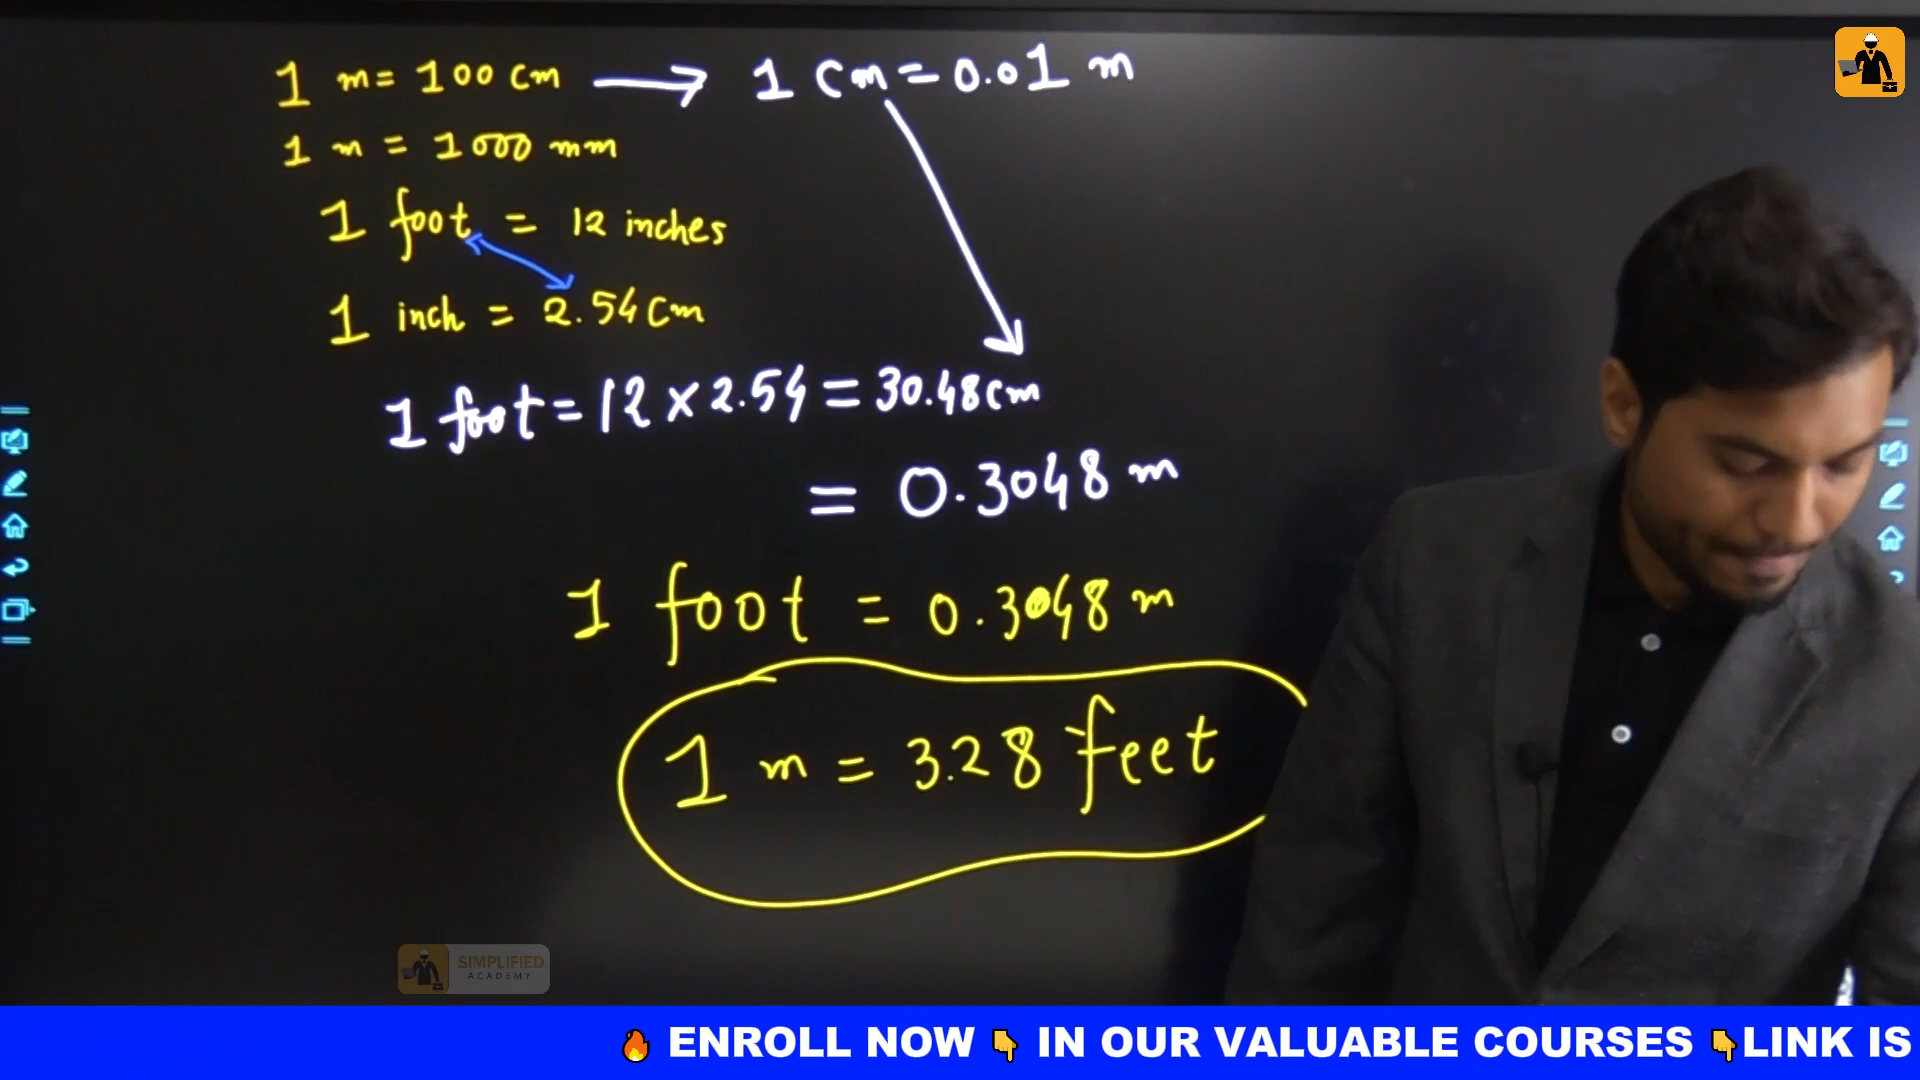 1 m = 100 cm → 1 cm = 0.01 m
1 m = 1000 mm
1 foot = 12 inches
1 inch = 2.54 cm
1 foot = 12 × 2.54 = 30.48 cm
= 0.3048 m
1 foot = 0.3048 m
1 m = 3.28 feet
SIMPLIFIED
ACADEMY
🔥 ENROLL NOW 👇 IN OUR VALUABLE COURSES 👇 LINK IS